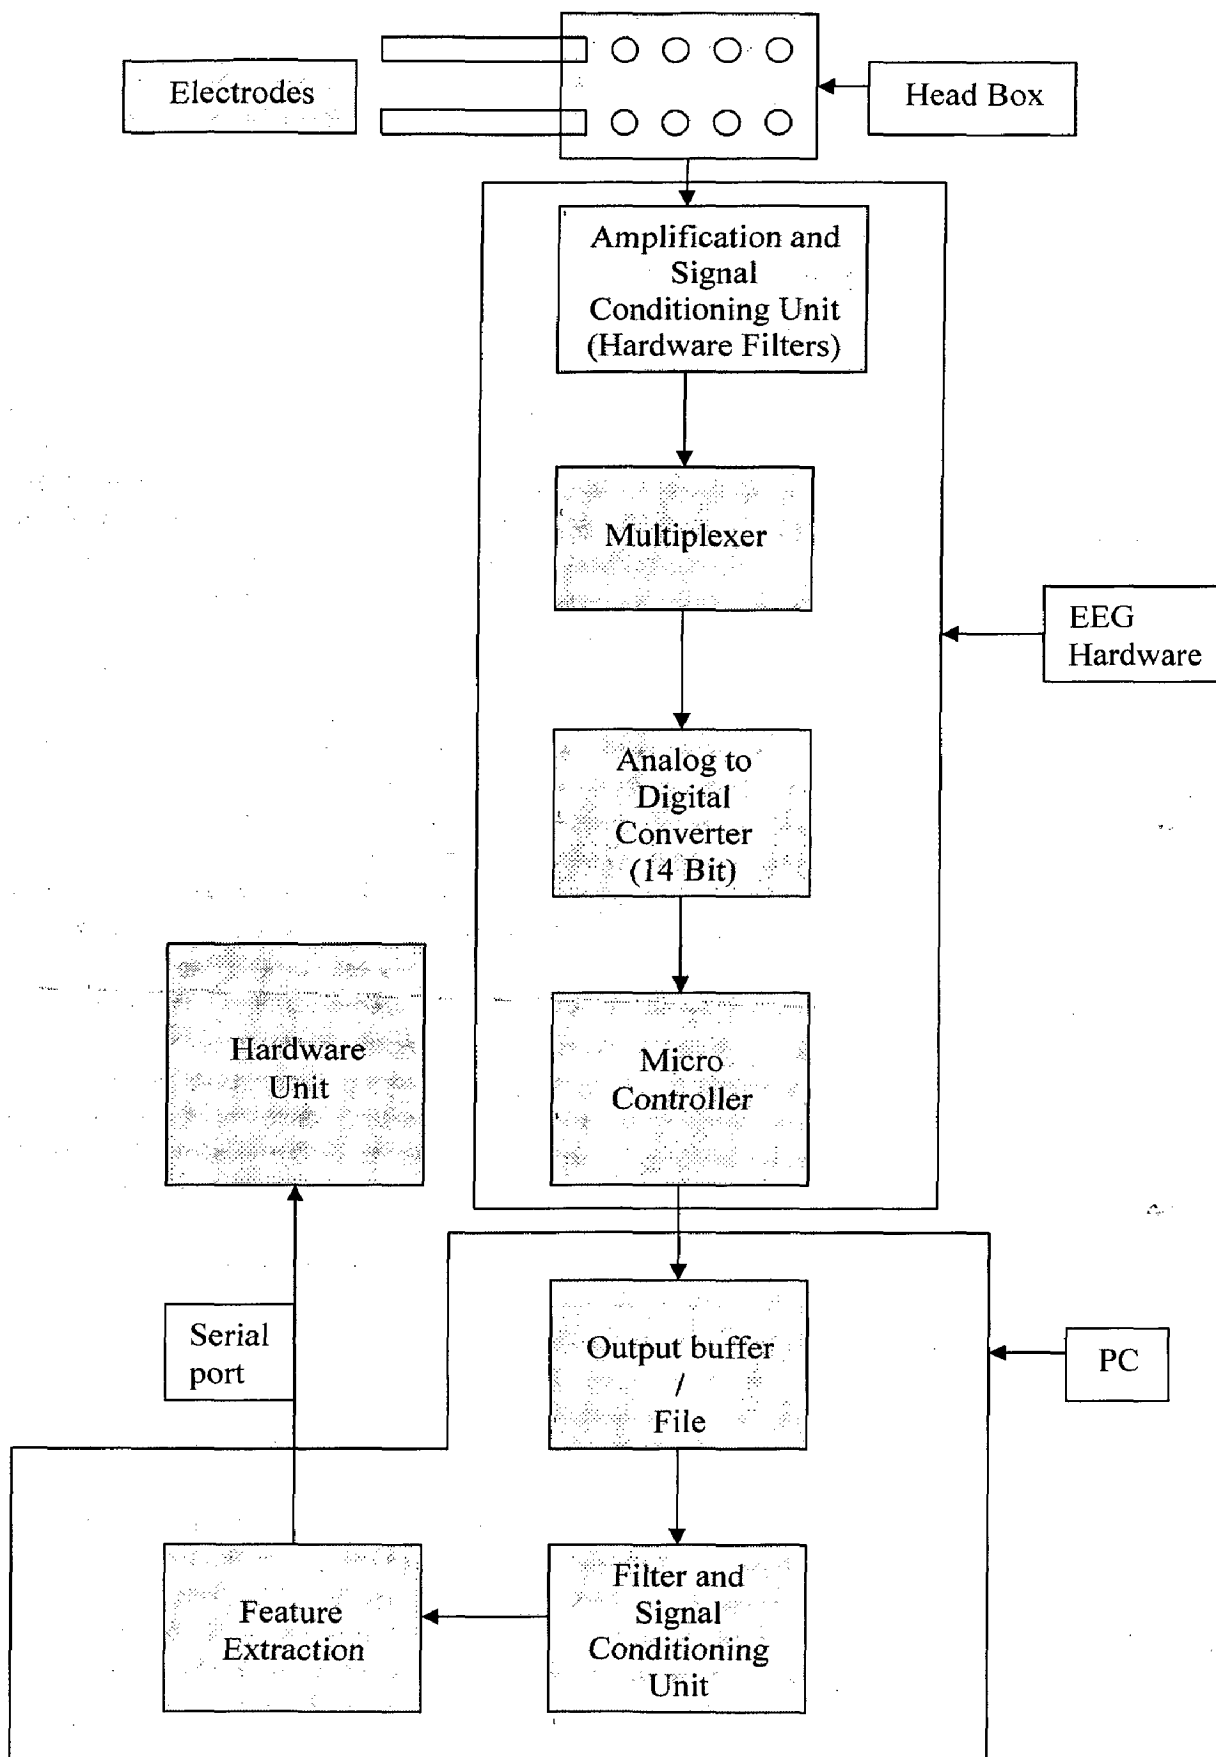 Electrodes
Head Box
Amplification and
Signal
Conditioning Unit
(Hardware Filters)
Multiplexer
EEG
Hardware
Analog to
Digital
Converter
(14 Bit)
Hardware
Unit
Micro
Controller
Serial
port
Output buffer
/
File
PC
Feature
Extraction
Filter and
Signal
Conditioning
Unit